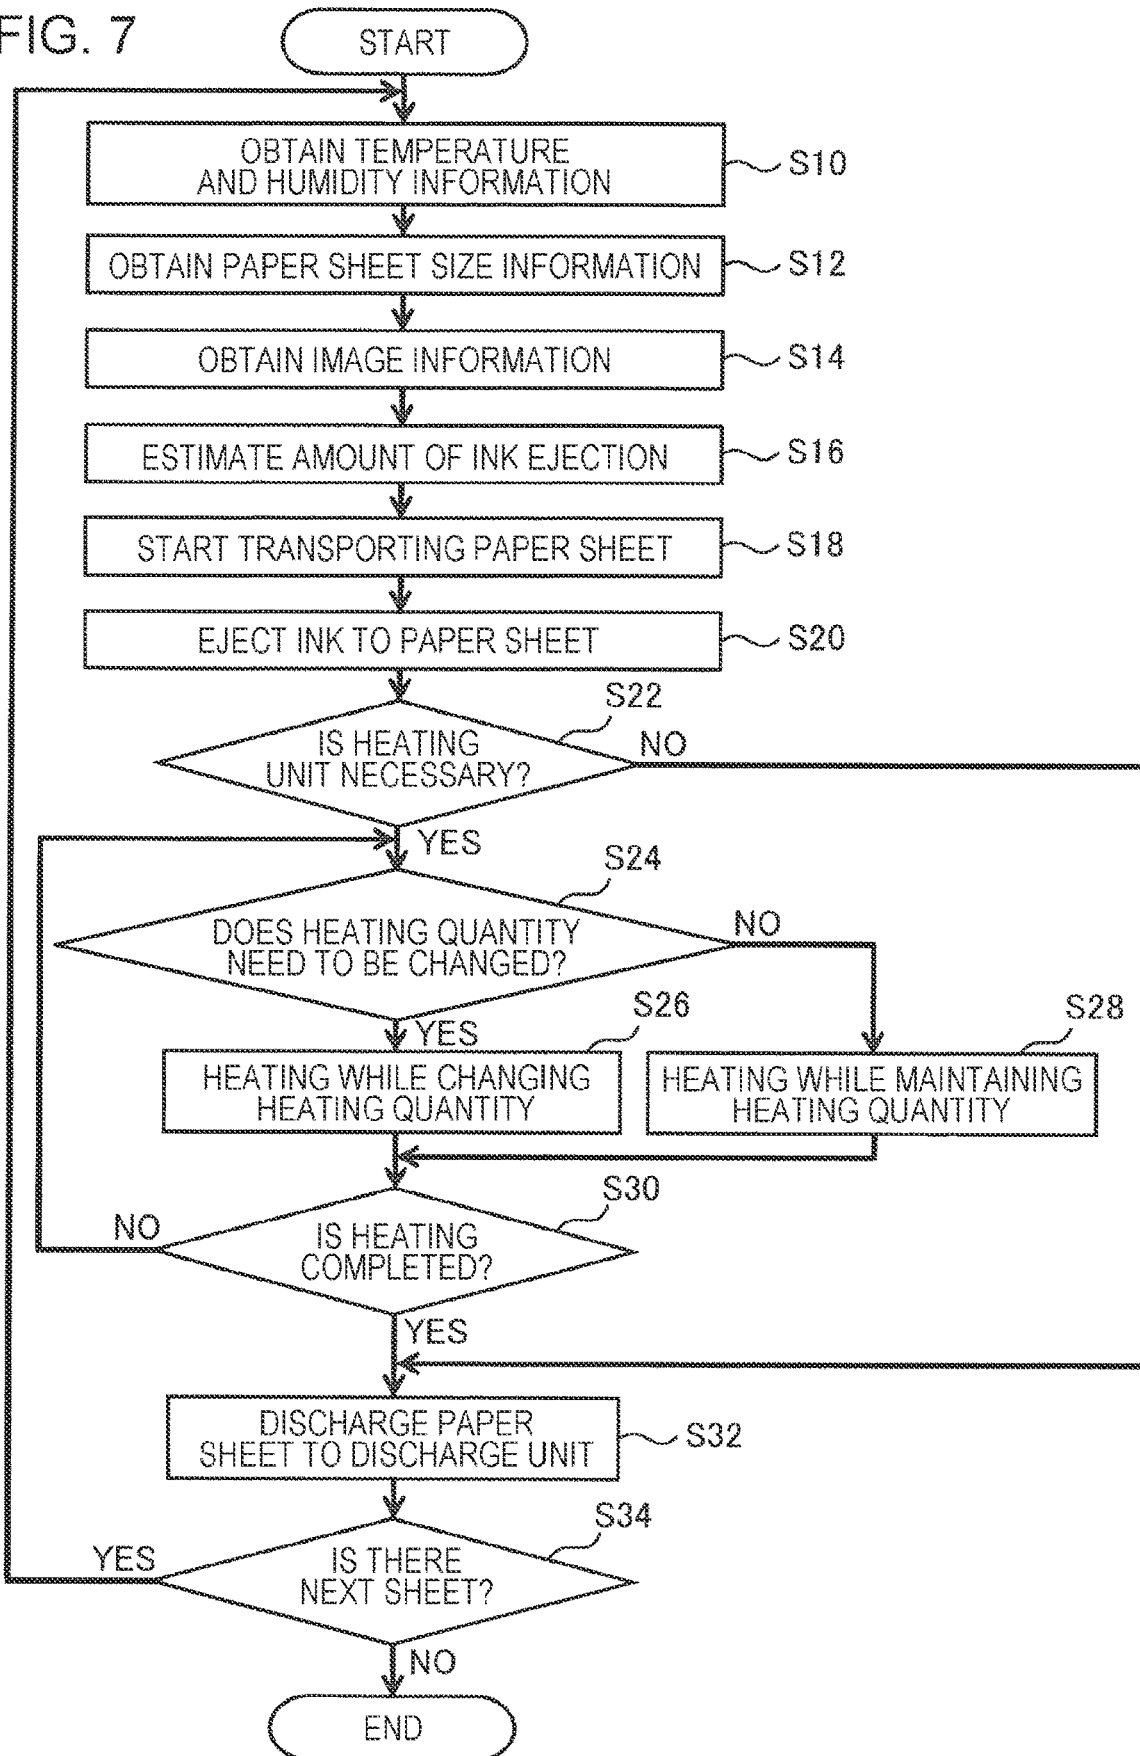 FIG. 7
START
OBTAIN TEMPERATURE
AND HUMIDITY INFORMATION
S10
OBTAIN PAPER SHEET SIZE INFORMATION
S12
OBTAIN IMAGE INFORMATION
S14
ESTIMATE AMOUNT OF INK EJECTION
S16
START TRANSPORTING PAPER SHEET
S18
EJECT INK TO PAPER SHEET
S20
S22
IS HEATING
UNIT NECESSARY?
NO
YES
S24
DOES HEATING QUANTITY
NEED TO BE CHANGED?
NO
YES
S26
HEATING WHILE CHANGING
HEATING QUANTITY
S28
HEATING WHILE MAINTAINING
HEATING QUANTITY
S30
IS HEATING
COMPLETED?
NO
YES
DISCHARGE PAPER
SHEET TO DISCHARGE UNIT
S32
S34
IS THERE
NEXT SHEET?
YES
NO
END